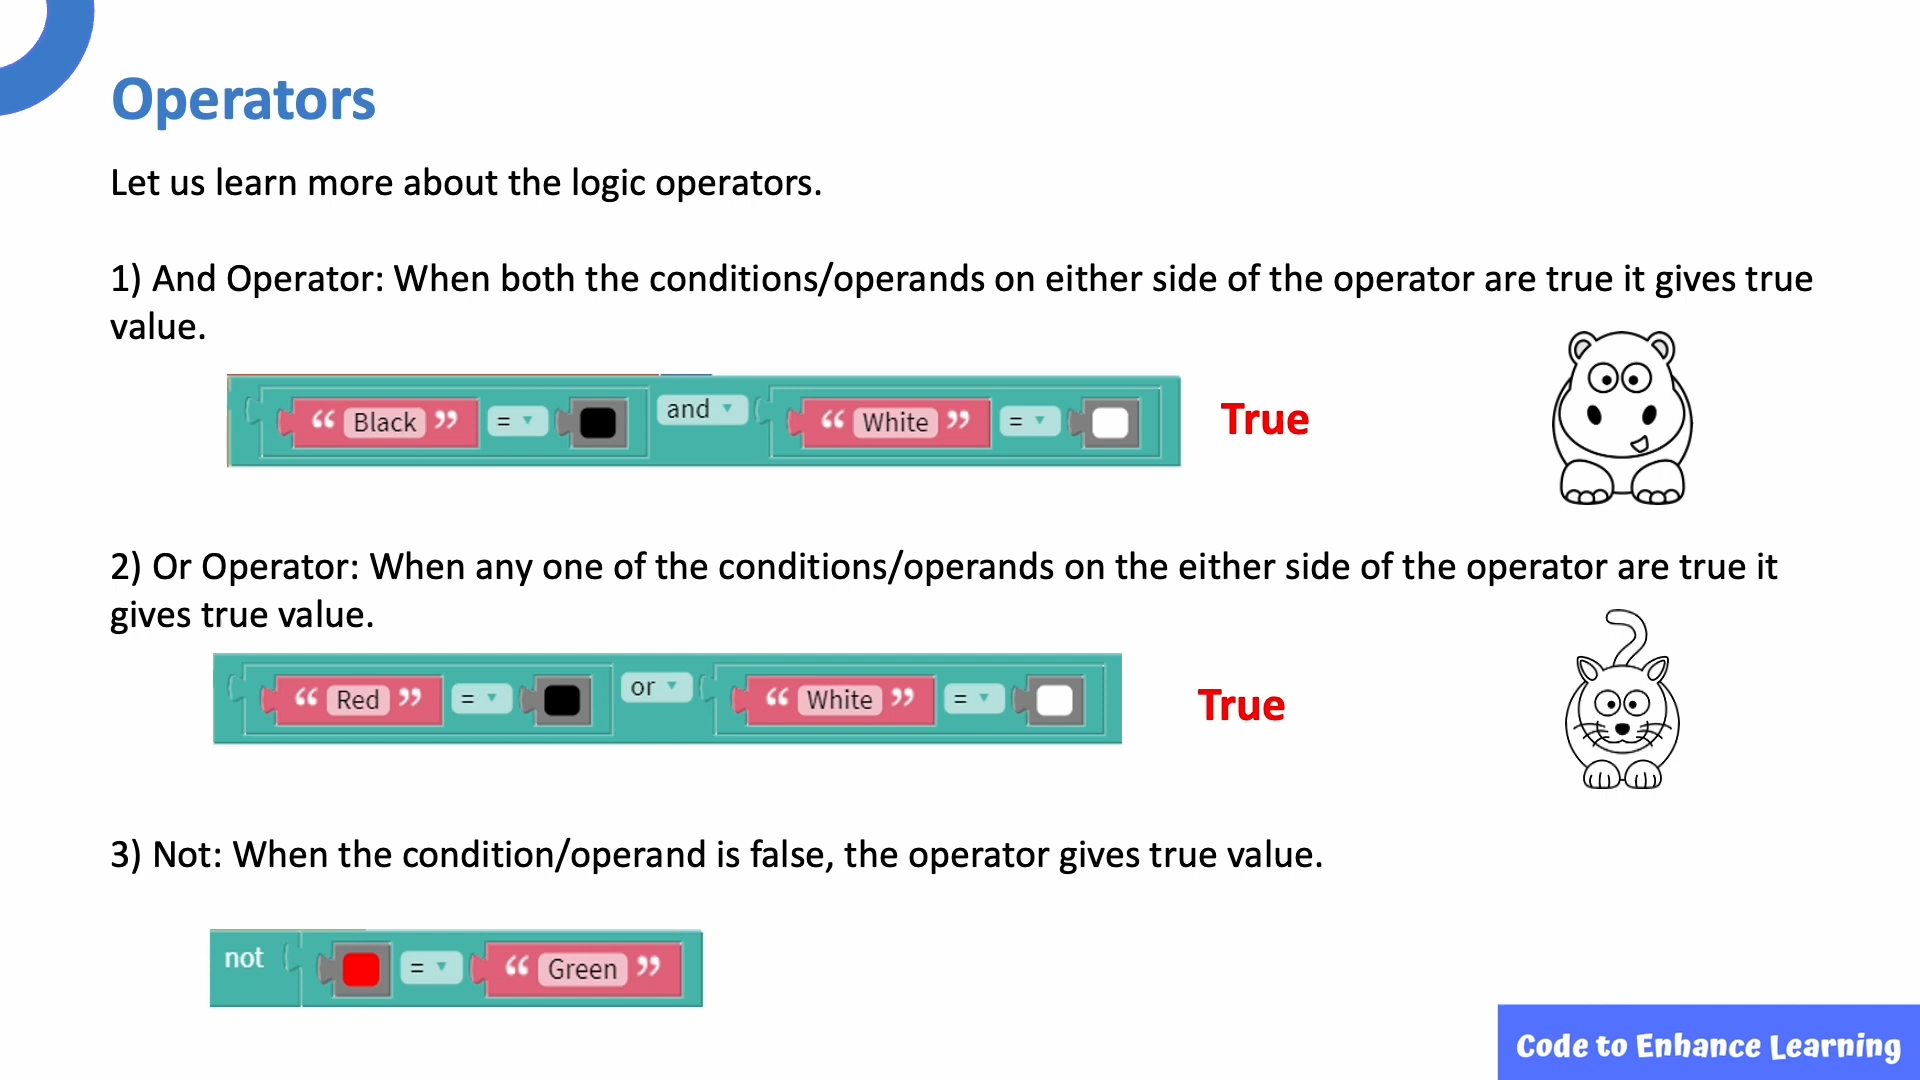 Operators
Let us learn more about the logic operators.
1) And Operator: When both the conditions/operands on either side of the operator are true it gives true
value.
“ Black ” = and “ White ” = True
2) Or Operator: When any one of the conditions/operands on the either side of the operator are true it
gives true value.
“ Red ” = or “ White ” = True
3) Not: When the condition/operand is false, the operator gives true value.
not = “ Green ”
Code to Enhance Learning